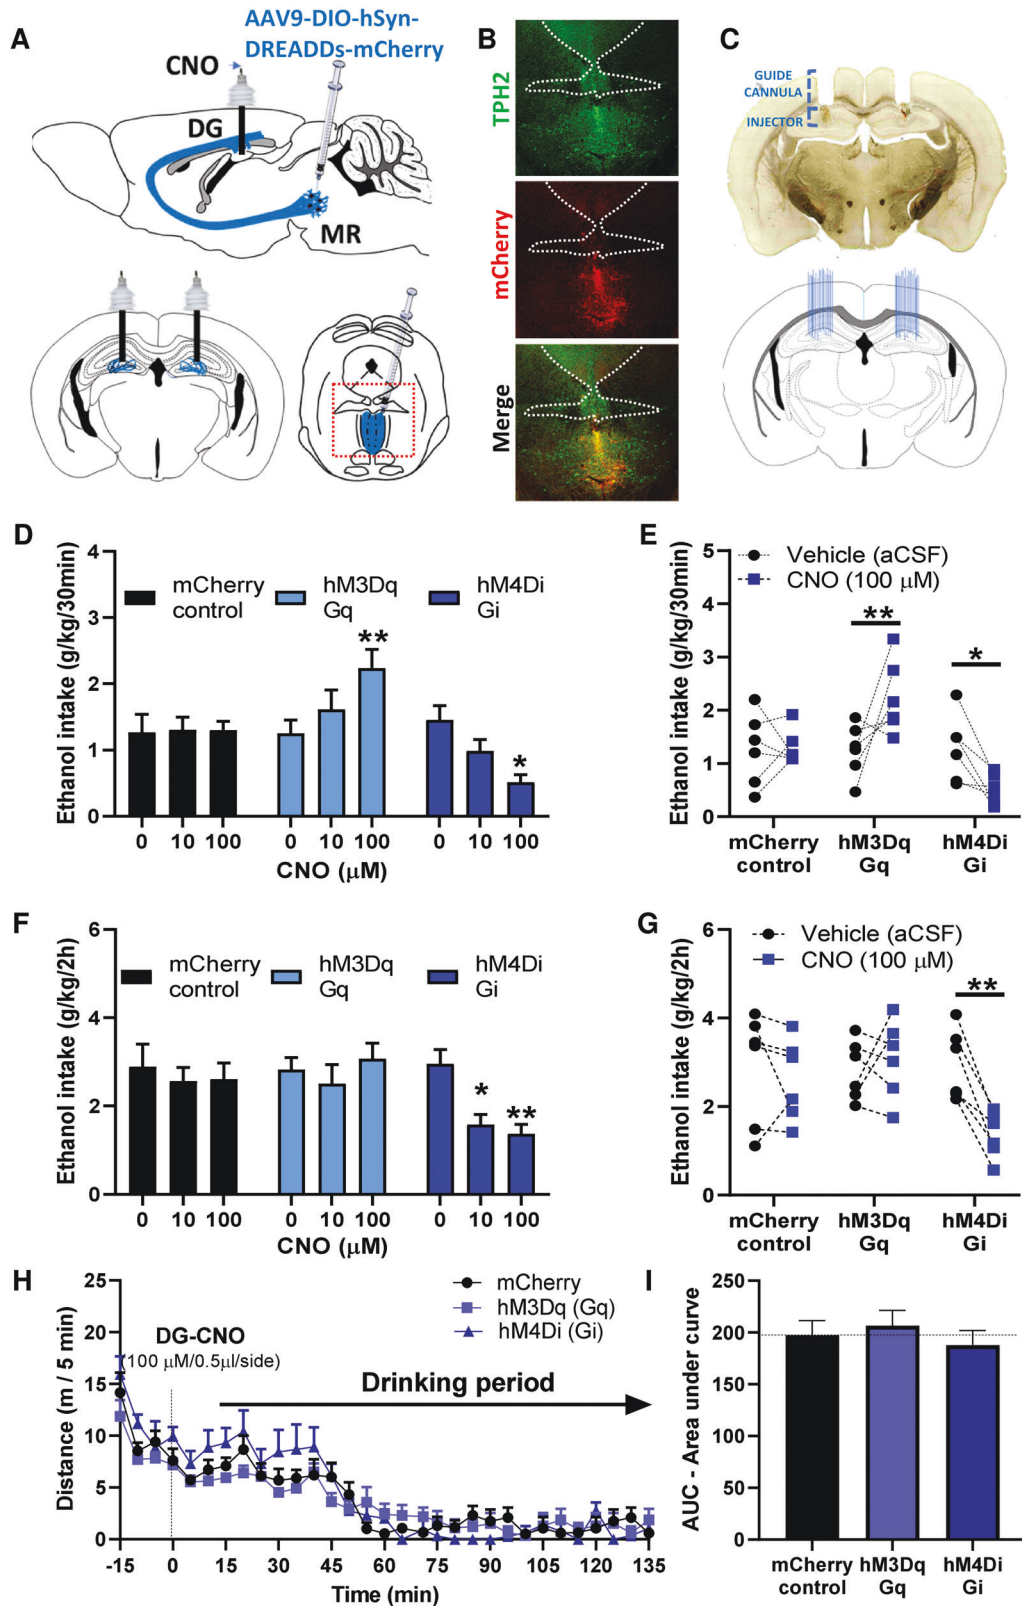 A
AAV9-DIO-hSyn-
DREADDs-mCherry
CNO
DG
MR
B
TPH2
mCherry
Merge
C
GUIDE
CANNULA
INJECTOR
D
Ethanol intake (g/kg/30min)
4
3
2
1
0
mCherry
control
hM3Dq
Gq
hM4Di
Gi
**
*
0 10 100 0 10 100 0 10 100
CNO (μM)
E
Ethanol intake (g/kg/30min)
5
4
3
2
1
0
Vehicle (aCSF)
CNO (100 μM)
**
*
mCherry
control
hM3Dq
Gq
hM4Di
Gi
F
Ethanol intake (g/kg/2h)
6
4
2
0
mCherry
control
hM3Dq
Gq
hM4Di
Gi
*
**
0 10 100 0 10 100 0 10 100
CNO (μM)
G
Ethanol intake (g/kg/2h)
6
4
2
0
Vehicle (aCSF)
CNO (100 μM)
**
mCherry
control
hM3Dq
Gq
hM4Di
Gi
H
Distance (m / 5 min)
25
20
15
10
5
0
mCherry
hM3Dq (Gq)
hM4Di (Gi)
DG-CNO
(100 μM/0.5μl/side)
Drinking period
-15 0 15 30 45 60 75 90 105 120 135
Time (min)
I
AUC - Area under curve
250
200
150
100
50
0
mCherry
control
hM3Dq
Gq
hM4Di
Gi